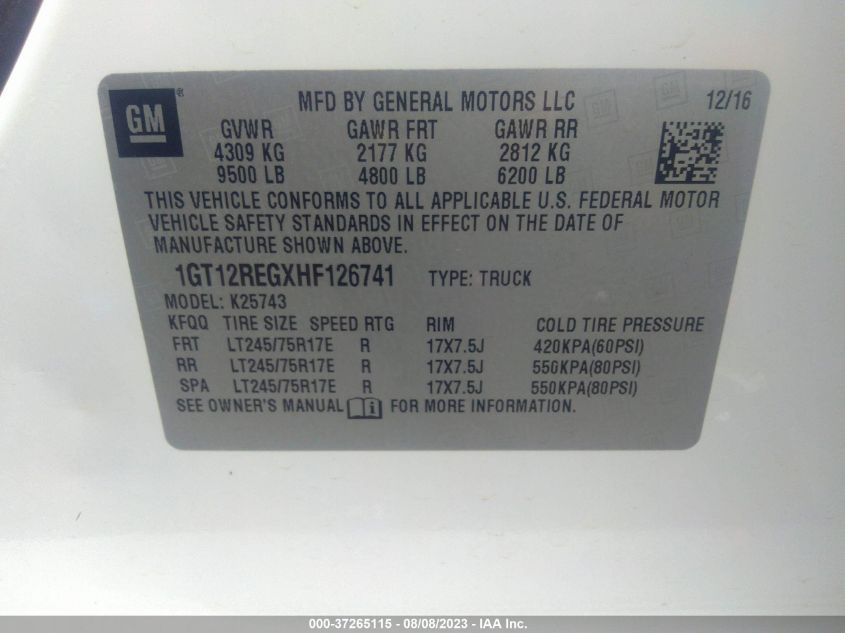 GM ®
MFD BY GENERAL MOTORS LLC 12/16
GVWR GAWR FRT GAWR RR
4309 KG 2177 KG 2812 KG
9500 LB 4800 LB 6200 LB
THIS VEHICLE CONFORMS TO ALL APPLICABLE U.S. FEDERAL MOTOR
VEHICLE SAFETY STANDARDS IN EFFECT ON THE DATE OF
MANUFACTURE SHOWN ABOVE.
1GT12REGXHF126741 TYPE: TRUCK
MODEL: K25743
KFQQ TIRE SIZE SPEED RTG RIM COLD TIRE PRESSURE
FRT LT245/75R17E R 17X7.5J 420KPA(60PSI)
RR LT245/75R17E R 17X7.5J 550KPA(80PSI)
SPA LT245/75R17E R 17X7.5J 550KPA(80PSI)
SEE OWNER'S MANUAL i FOR MORE INFORMATION.
000-37265115 - 08/08/2023 - IAA Inc.